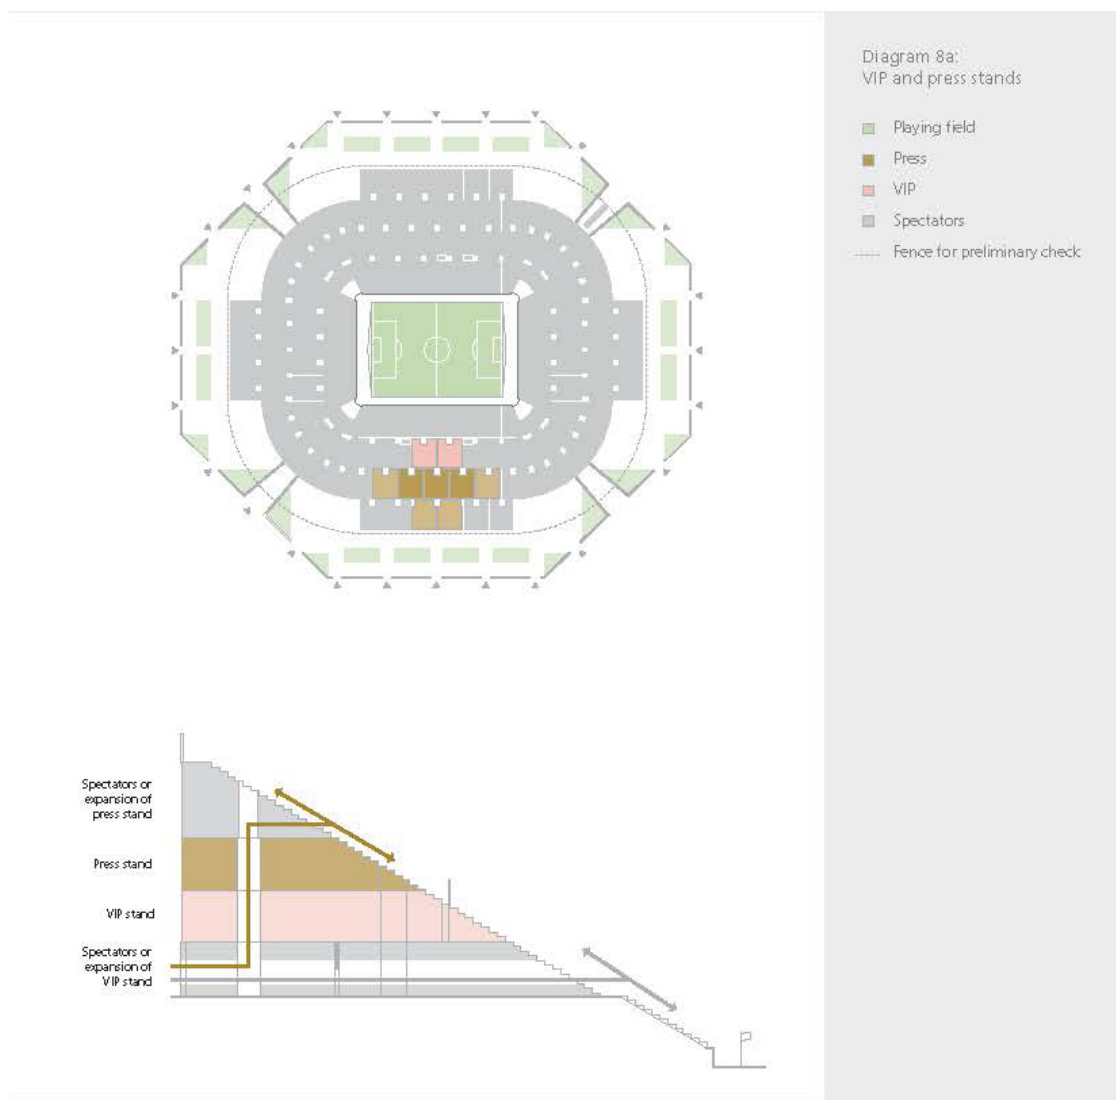 Diagram 8a:
VIP and press stands
Playing field
Press
VIP
Spectators
Fence for preliminary check
Spectators or
expansion of
press stand
Press stand
VIP stand
Spectators or
expansion of
VIP stand